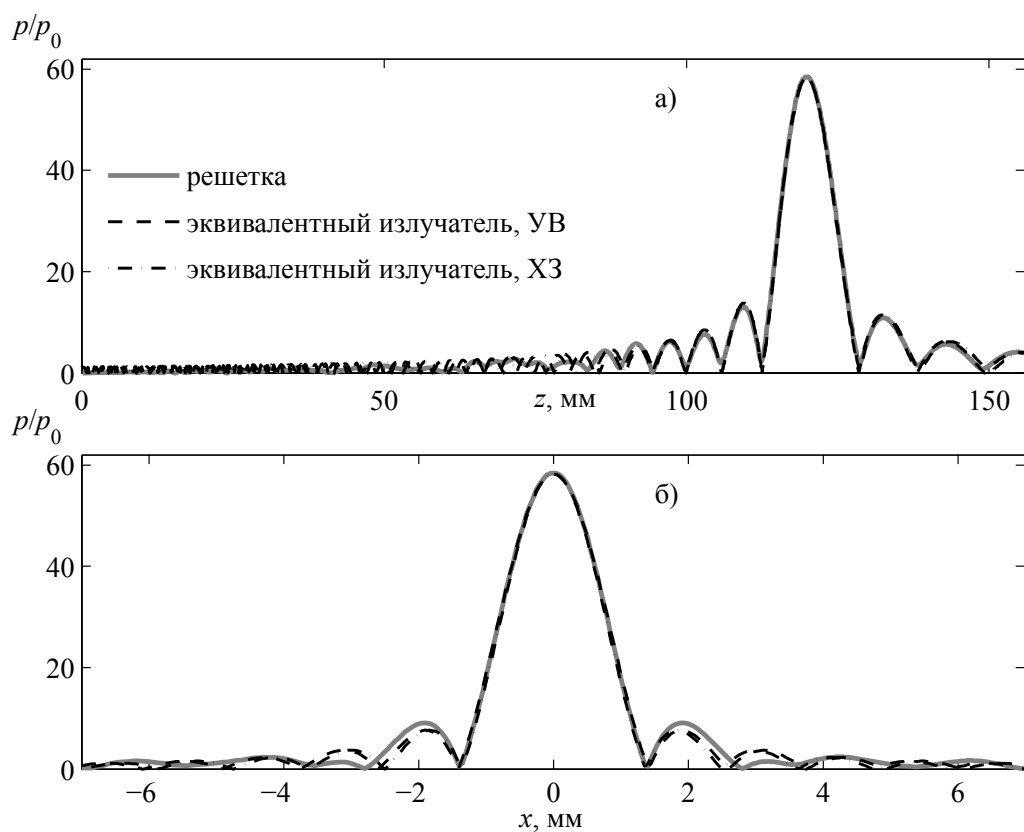 p/p0
60
а)
40
решетка
эквивалентный излучатель, УВ
20
эквивалентный излучатель, ХЗ
0
0 50 z, мм 100 150
p/p0
60
б)
40
20
0
−6 −4 −2 0 2 4 6
x, мм